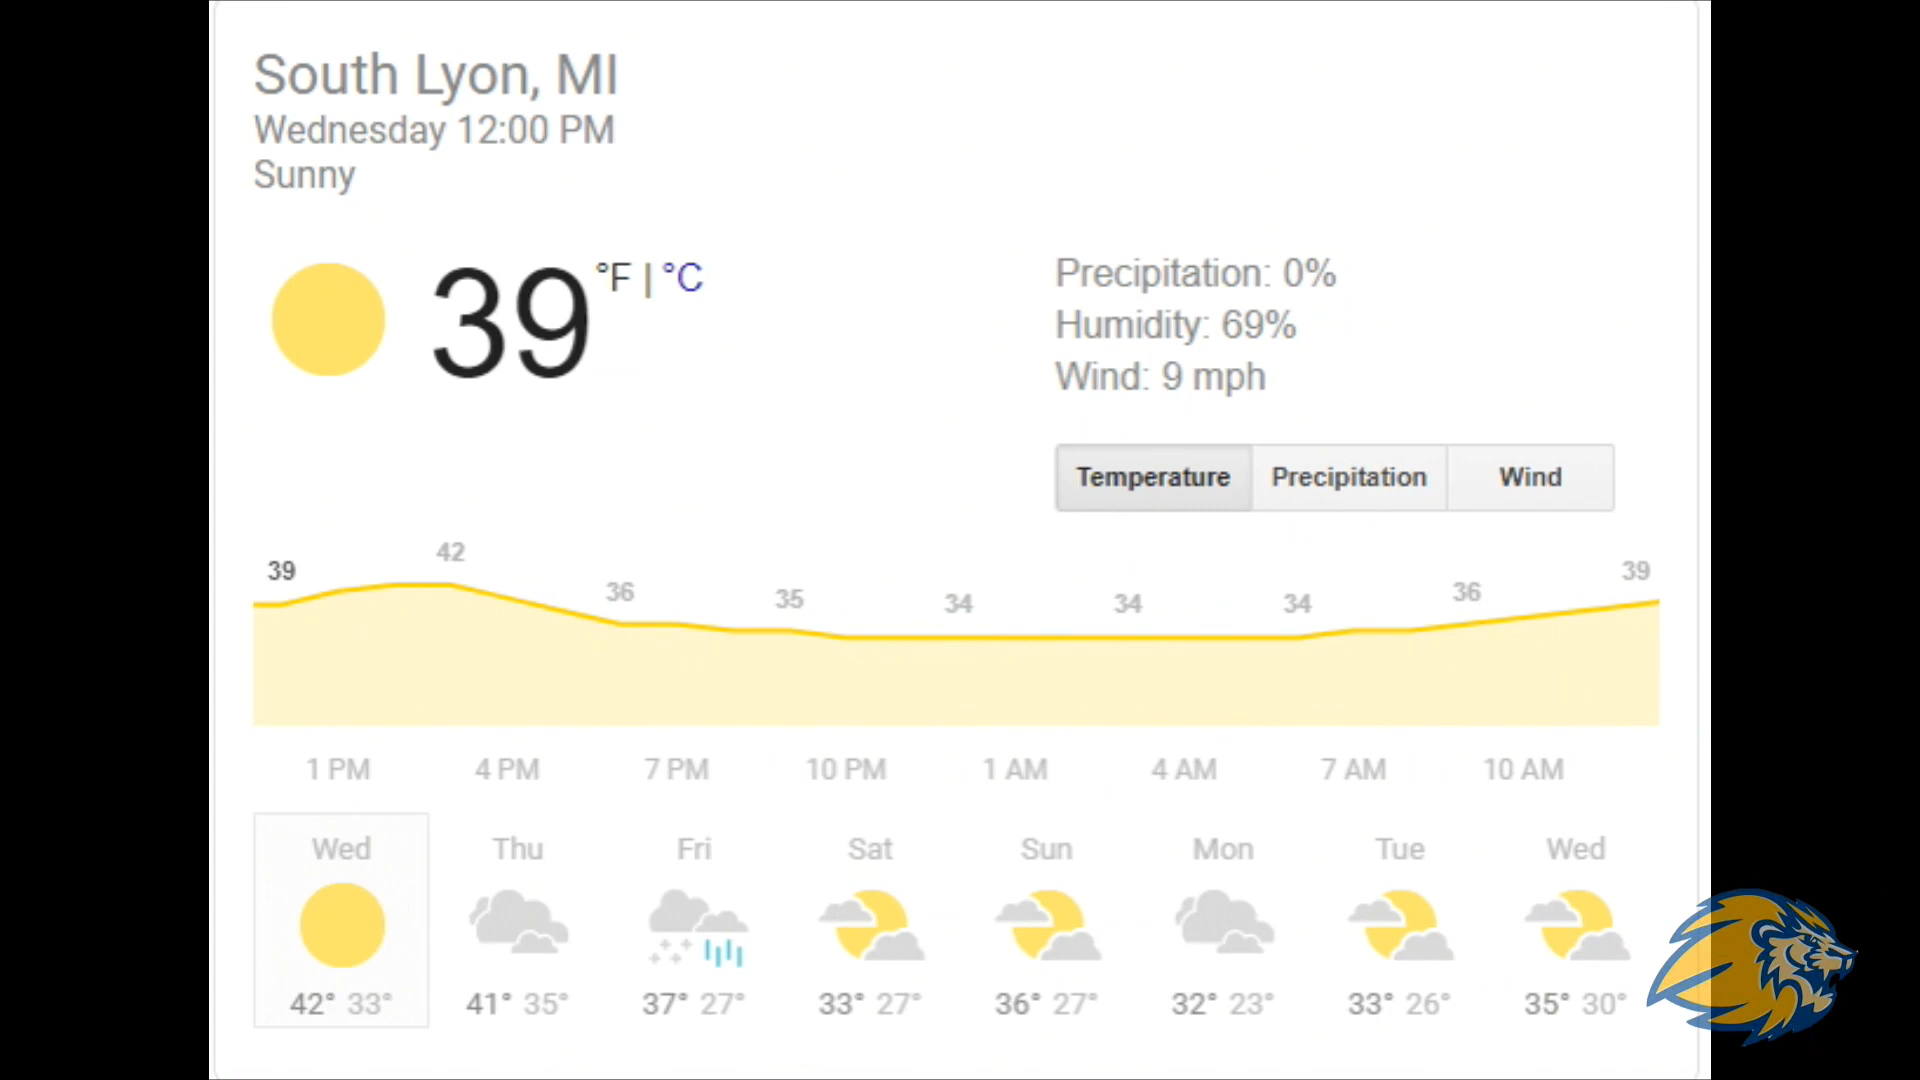 South Lyon, MI
Wednesday 12:00 PM
Sunny
39 °F | °C
Precipitation: 0%
Humidity: 69%
Wind: 9 mph
Temperature Precipitation Wind
39 42 36 35 34 34 34 36 39
1 PM 4 PM 7 PM 10 PM 1 AM 4 AM 7 AM 10 AM
Wed Thu Fri Sat Sun Mon Tue Wed
42° 33° 41° 35° 37° 27° 33° 27° 36° 27° 32° 23° 33° 26° 35° 30°